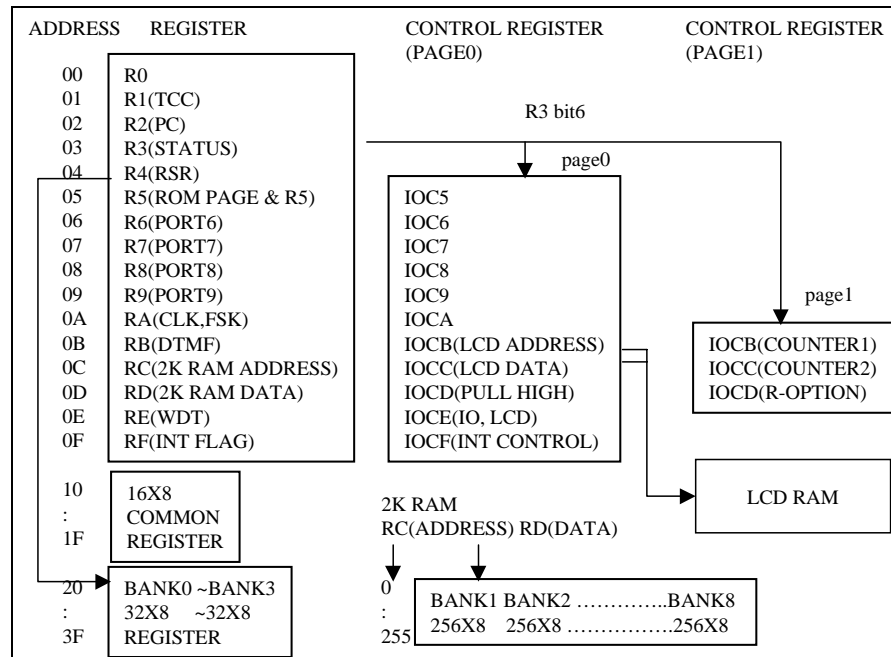 ADDRESS REGISTER CONTROL REGISTER CONTROL REGISTER
(PAGE0) (PAGE1)
00 R0
01 R1(TCC)
02 R2(PC)
03 R3(STATUS)
04 R4(RSR)
05 R5(ROM PAGE & R5)
06 R6(PORT6)
07 R7(PORT7)
08 R8(PORT8)
09 R9(PORT9)
0A RA(CLK,FSK)
0B RB(DTMF)
0C RC(2K RAM ADDRESS)
0D RD(2K RAM DATA)
0E RE(WDT)
0F RF(INT FLAG)
R3 bit6
page0
IOC5
IOC6
IOC7
IOC8
IOC9
IOCA
IOCB(LCD ADDRESS)
IOCC(LCD DATA)
IOCD(PULL HIGH)
IOCE(IO, LCD)
IOCF(INT CONTROL)
page1
IOCB(COUNTER1)
IOCC(COUNTER2)
IOCD(R-OPTION)
LCD RAM
10 16X8
: COMMON
1F REGISTER
20 BANK0 ~BANK3
: 32X8 ~32X8
3F REGISTER
2K RAM
RC(ADDRESS) RD(DATA)
0
: BANK1 BANK2 …………..BANK8
255 256X8 256X8 …………….256X8